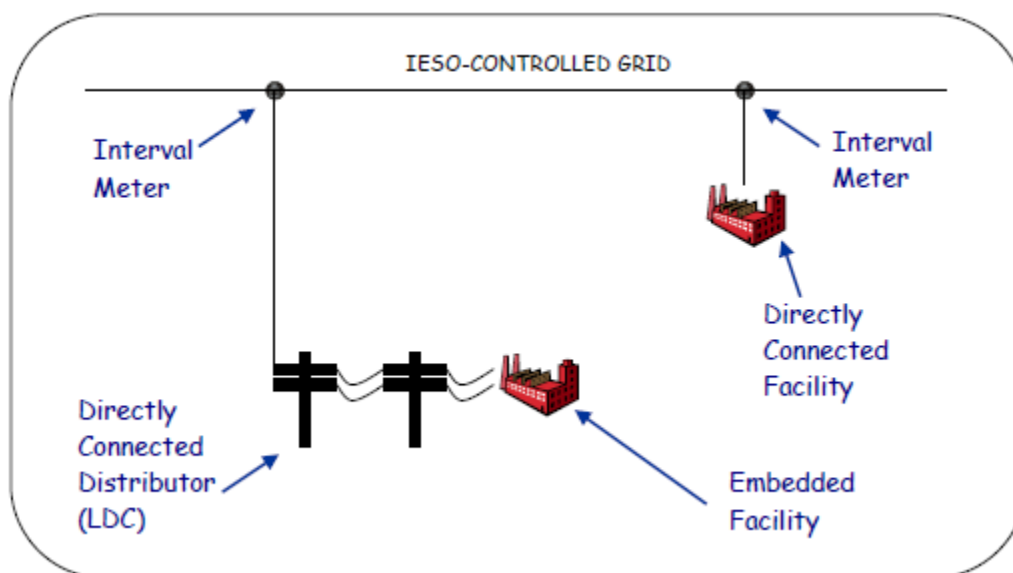 IESO-CONTROLLED GRID
Interval
Meter
Interval
Meter
Directly
Connected
Facility
Directly
Connected
Distributor
(LDC)
Embedded
Facility